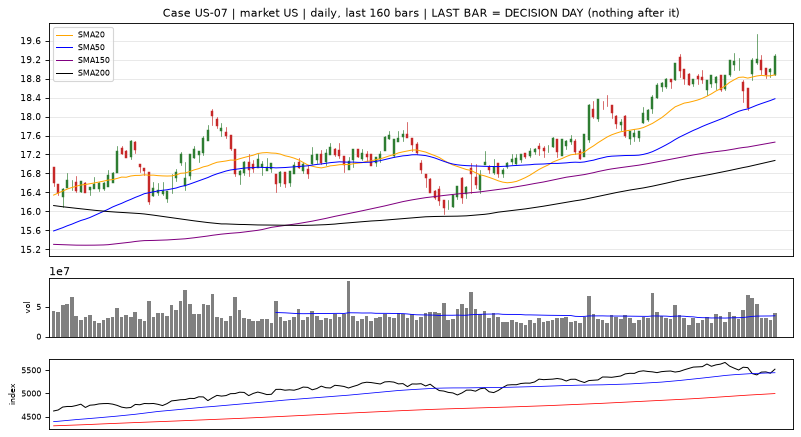 Case US-07 | market US | daily, last 160 bars | LAST BAR = DECISION DAY (nothing after it)
SMA20
SMA50
SMA150
SMA200
19.6
19.2
18.8
18.4
18.0
17.6
17.2
16.8
16.4
16.0
15.6
15.2
1e7
vol
5
0
index
5500
5000
4500